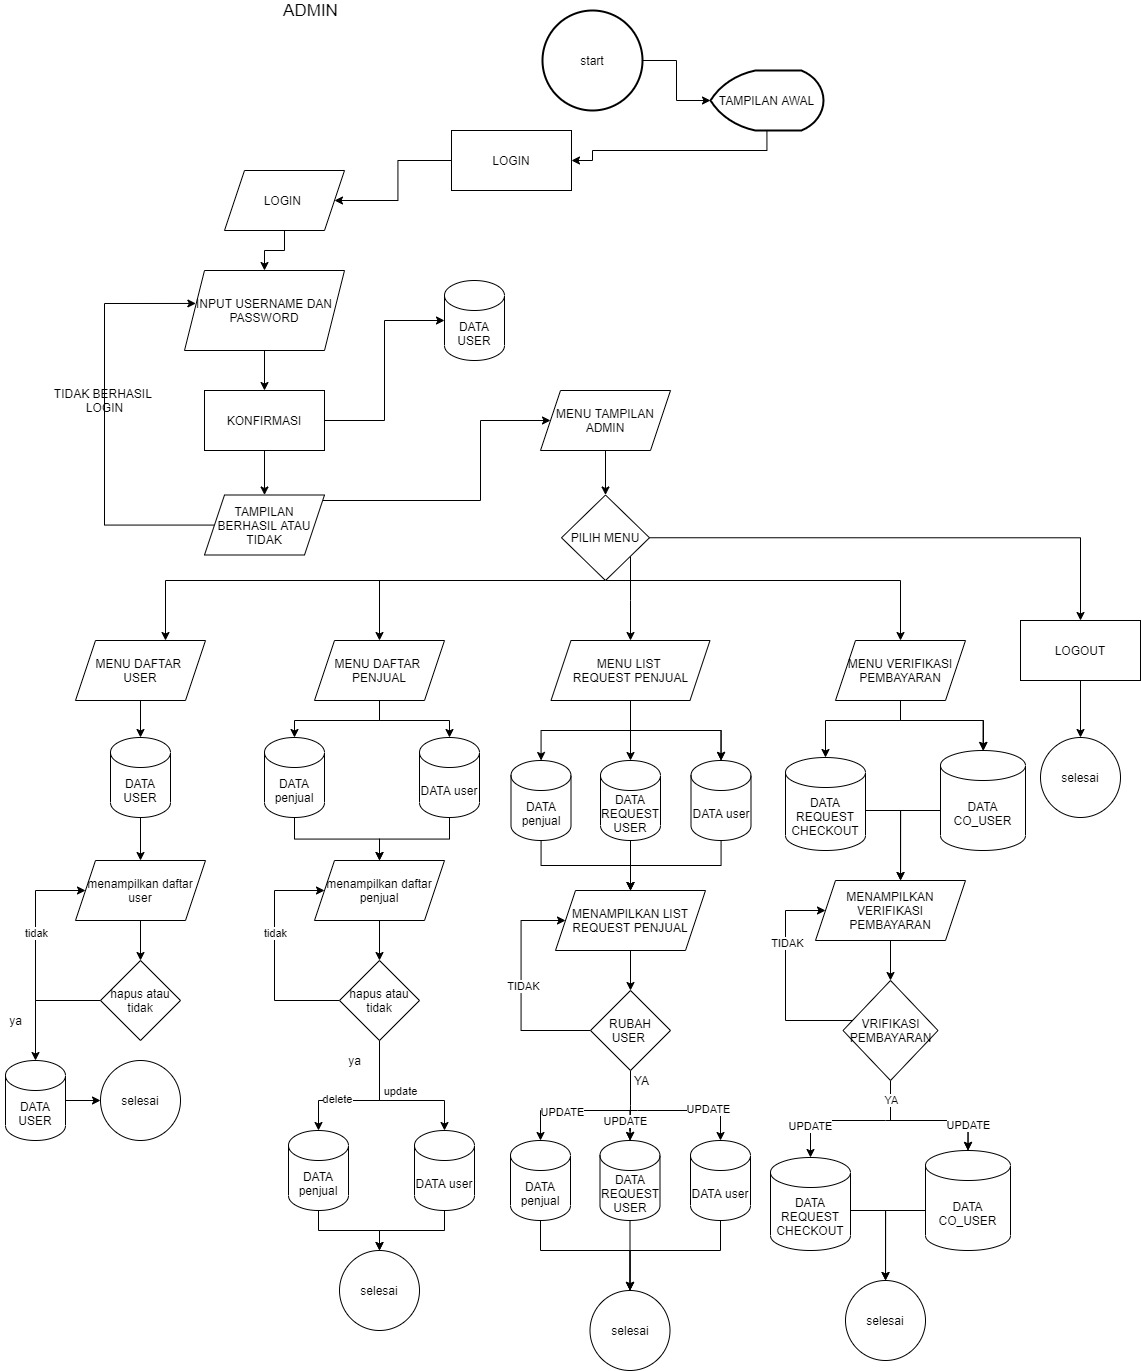 ADMIN
start
TAMPILAN AWAL
LOGIN
LOGIN
INPUT USERNAME DAN
PASSWORD
DATA
USER
TIDAK BERHASIL
LOGIN
KONFIRMASI
MENU TAMPILAN
ADMIN
TAMPILAN
BERHASIL ATAU
TIDAK
PILIH MENU
MENU DAFTAR
USER
MENU DAFTAR
PENJUAL
MENU LIST
REQUEST PENJUAL
MENU VERIFIKASI
PEMBAYARAN
LOGOUT
DATA
USER
DATA
penjual
DATA user
DATA
penjual
DATA
REQUEST
USER
DATA user
DATA
REQUEST
CHECKOUT
DATA
CO_USER
selesai
menampilkan daftar
user
menampilkan daftar
penjual
MENAMPILKAN LIST
REQUEST PENJUAL
MENAMPILKAN
VERIFIKASI
PEMBAYARAN
tidak
tidak
TIDAK
TIDAK
hapus atau
tidak
hapus atau
tidak
RUBAH
USER
VRIFIKASI
PEMBAYARAN
ya
ya
YA
YA
DATA
USER
selesai
delete
update
UPDATE
UPDATE
UPDATE
UPDATE
UPDATE
DATA
penjual
DATA user
DATA
penjual
DATA
REQUEST
USER
DATA user
DATA
REQUEST
CHECKOUT
DATA
CO_USER
selesai
selesai
selesai